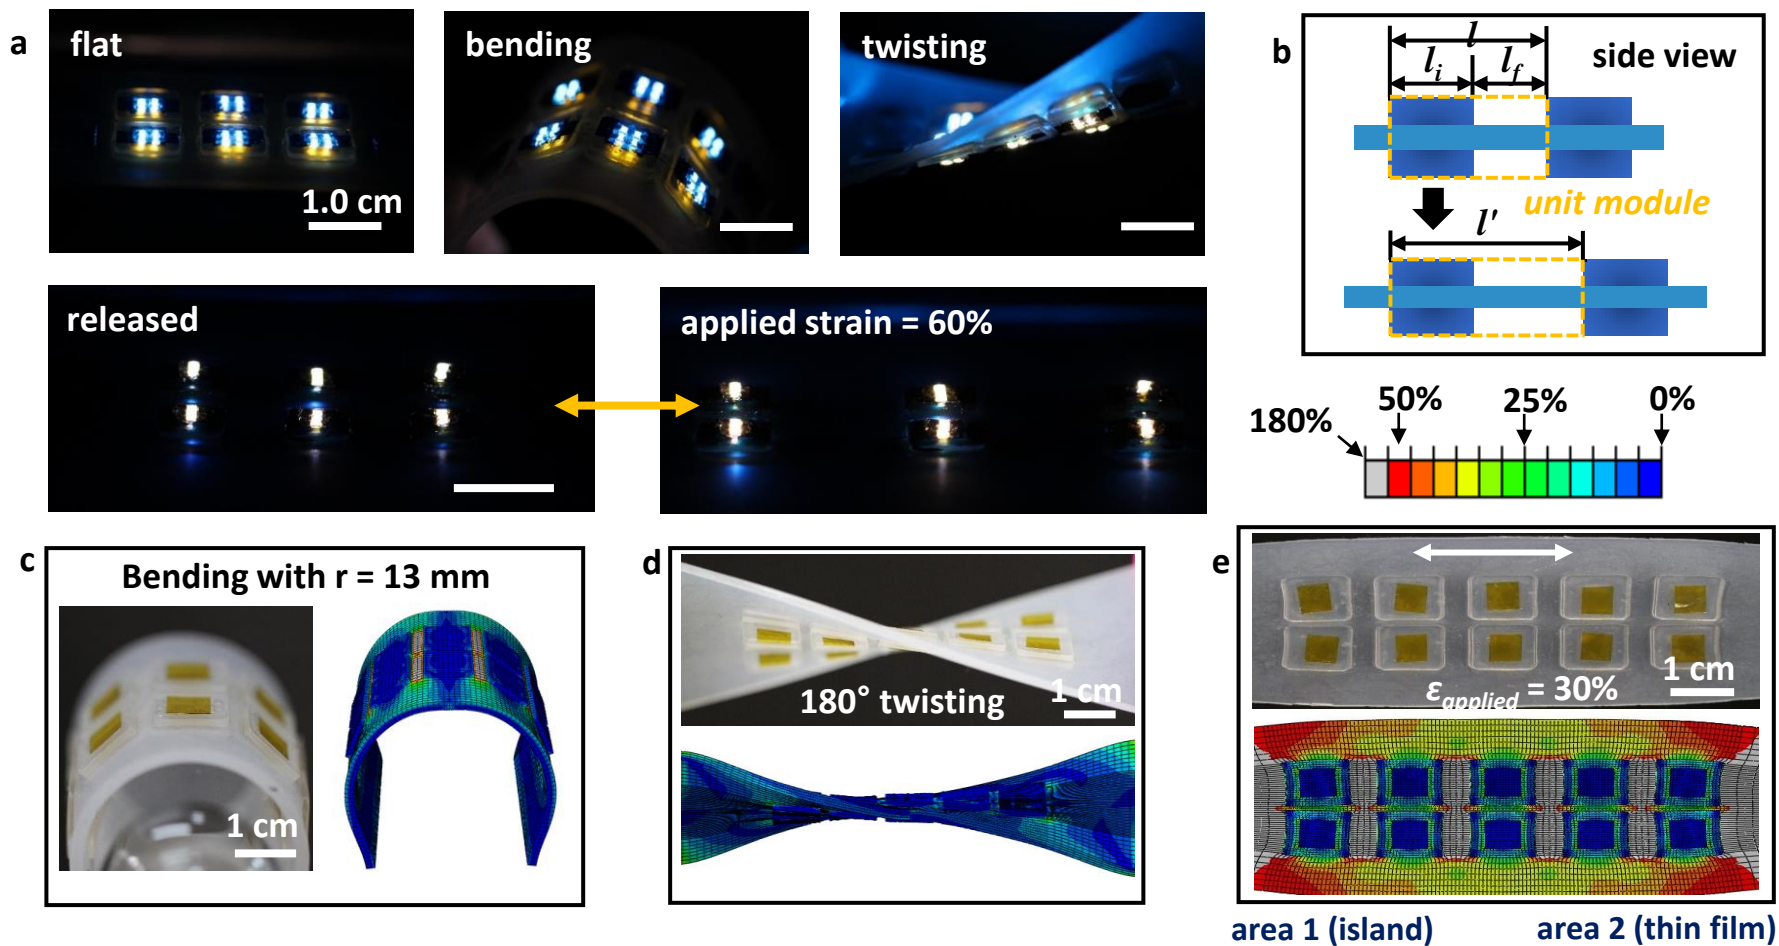 a
flat
1.0 cm
bending
twisting
released
applied strain = 60%
b
side view
l
l_i
l_f
unit module
l'
180%
50%
25%
0%
c
Bending with r = 13 mm
1 cm
d
180° twisting
1 cm
e
1 cm
ε_applied = 30%
area 1 (island)
area 2 (thin film)